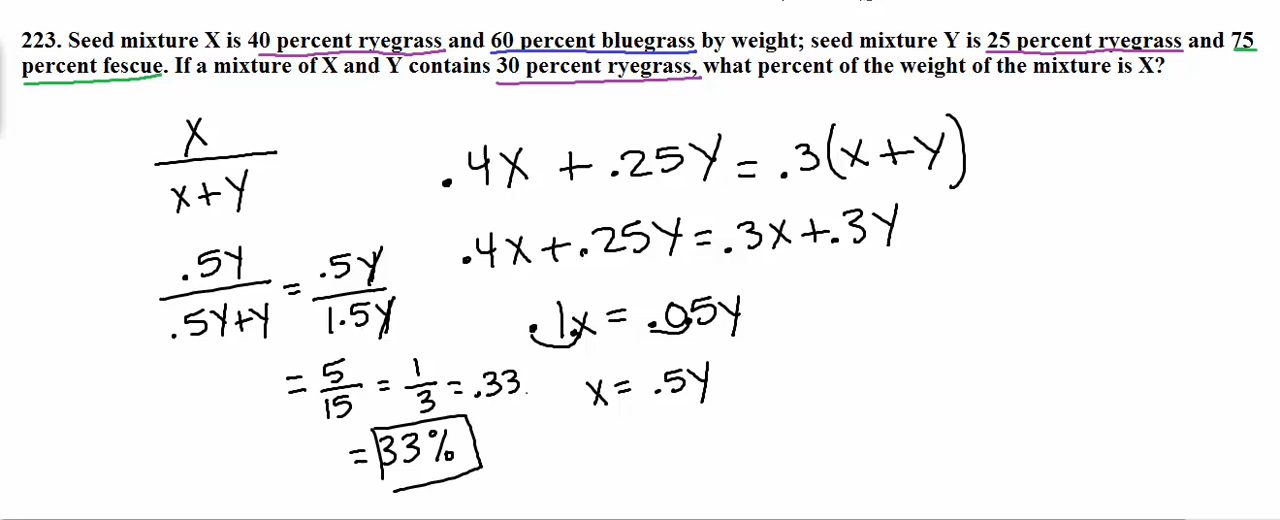 223. Seed mixture X is 40 percent ryegrass and 60 percent bluegrass by weight; seed mixture Y is 25 percent ryegrass and 75
percent fescue. If a mixture of X and Y contains 30 percent ryegrass, what percent of the weight of the mixture is X?
X / X+Y
.4X + .25Y = .3(X+Y)
.4X + .25Y = .3X + .3Y
.5Y / .5Y+Y = .5Y / 1.5Y
.1X = .05Y
= 5/15 = 1/3 = .33
X = .5Y
= 33%